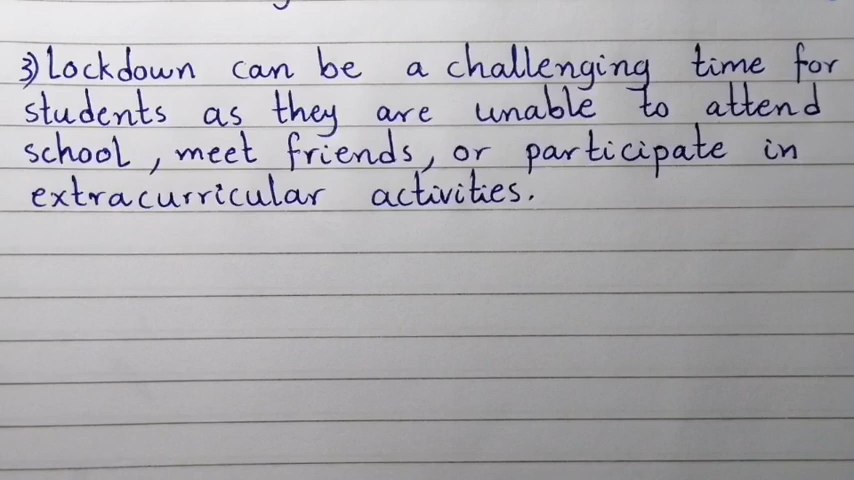 3) Lockdown can be a challenging time for
students as they are unable to attend
school, meet friends, or participate in
extracurricular activities.